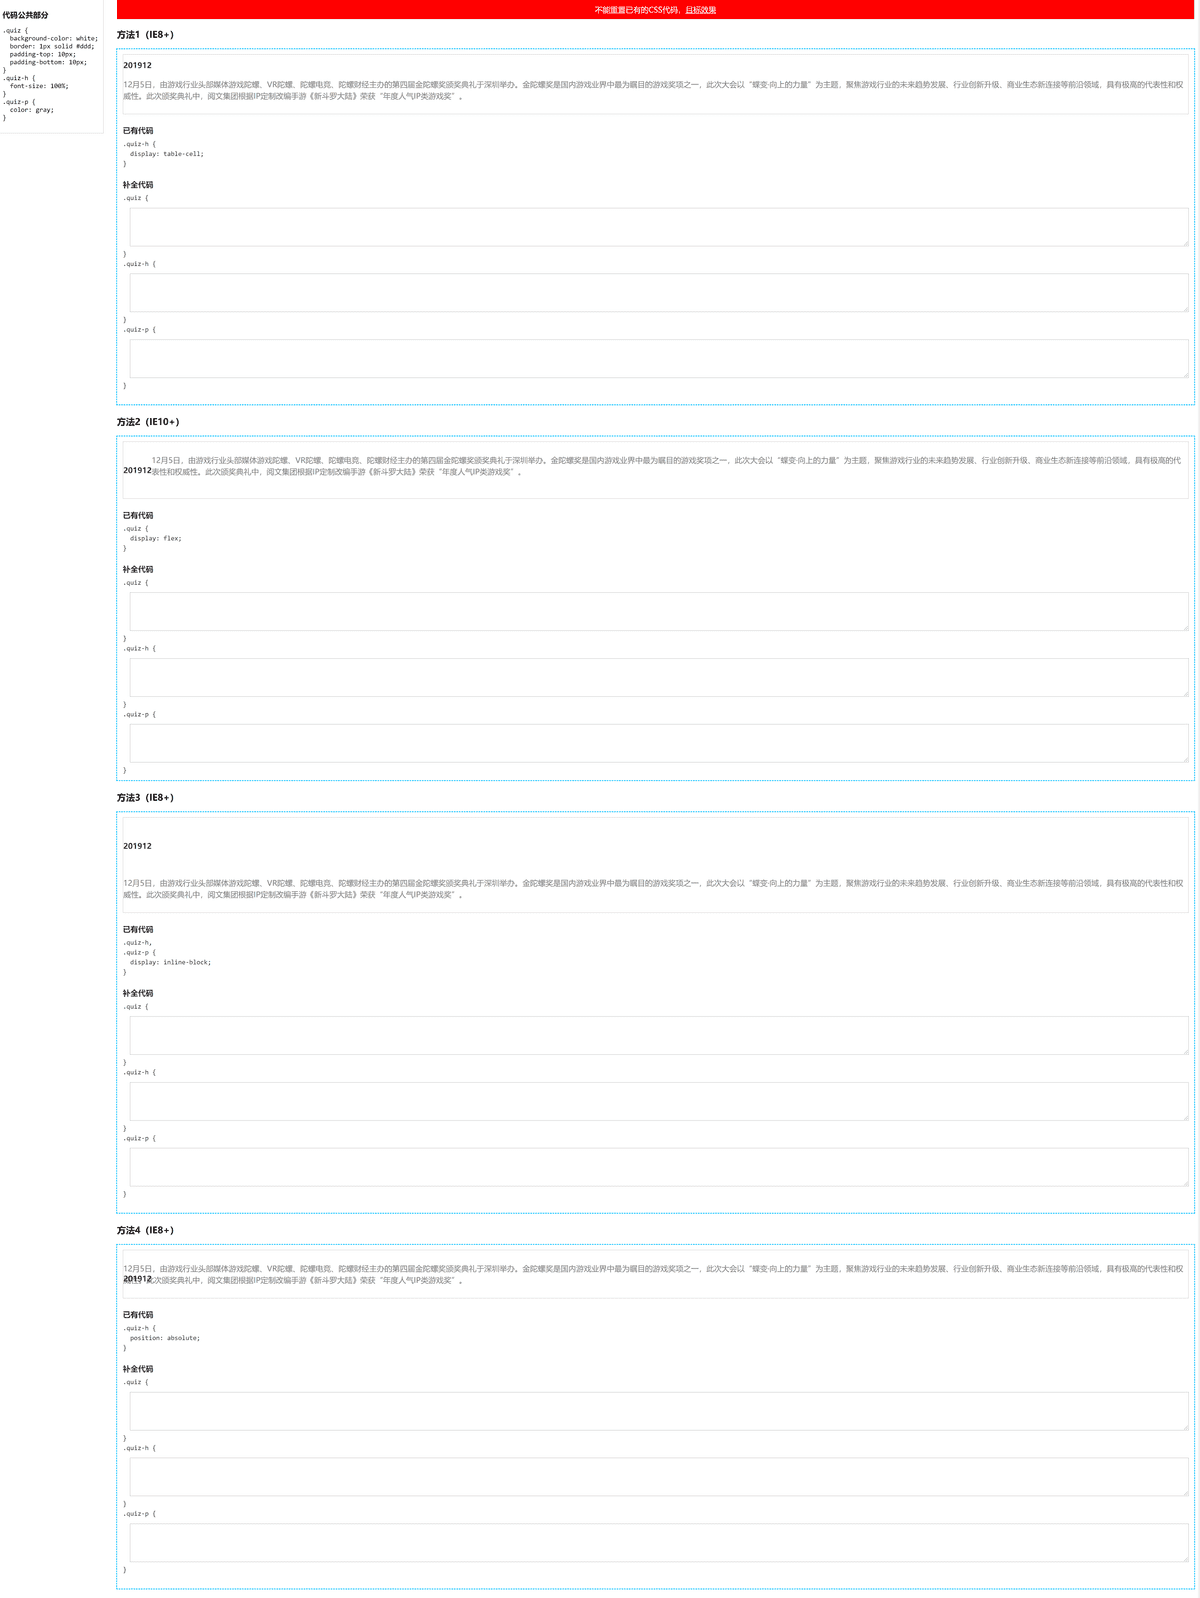 代码公共部分
.quiz {
  background-color: white;
  border: 1px solid #ddd;
  padding-top: 10px;
  padding-bottom: 10px;
}
.quiz-h {
  font-size: 100%;
}
.quiz-p {
  color: gray;
}
不能重置已有的CSS代码，目标效果
方法1（IE8+）
201912
12月5日，由游戏行业头部媒体游戏陀螺、VR陀螺、陀螺电竞、陀螺财经主办的第四届金陀螺奖颁奖典礼于深圳举办。金陀螺奖是国内游戏业界中最为瞩目的游戏奖项之一，此次大会以“蝶变·向上的力量”为主题，聚焦游戏行业的未来趋势发展、行业创新升级、商业生态新连接等前沿领域，具有极高的代表性和权
威性。此次颁奖典礼中，阅文集团根据IP定制改编手游《新斗罗大陆》荣获“年度人气IP类游戏奖”。
已有代码
.quiz-h {
  display: table-cell;
}
补全代码
.quiz {
}
.quiz-h {
}
.quiz-p {
}
方法2（IE10+）
12月5日，由游戏行业头部媒体游戏陀螺、VR陀螺、陀螺电竞、陀螺财经主办的第四届金陀螺奖颁奖典礼于深圳举办。金陀螺奖是国内游戏业界中最为瞩目的游戏奖项之一，此次大会以“蝶变·向上的力量”为主题，聚焦游戏行业的未来趋势发展、行业创新升级、商业生态新连接等前沿领域，具有极高的代
201912表性和权威性。此次颁奖典礼中，阅文集团根据IP定制改编手游《新斗罗大陆》荣获“年度人气IP类游戏奖”。
已有代码
.quiz {
  display: flex;
}
补全代码
.quiz {
}
.quiz-h {
}
.quiz-p {
}
方法3（IE8+）
201912
12月5日，由游戏行业头部媒体游戏陀螺、VR陀螺、陀螺电竞、陀螺财经主办的第四届金陀螺奖颁奖典礼于深圳举办。金陀螺奖是国内游戏业界中最为瞩目的游戏奖项之一，此次大会以“蝶变·向上的力量”为主题，聚焦游戏行业的未来趋势发展、行业创新升级、商业生态新连接等前沿领域，具有极高的代表性和权
威性。此次颁奖典礼中，阅文集团根据IP定制改编手游《新斗罗大陆》荣获“年度人气IP类游戏奖”。
已有代码
.quiz-h,
.quiz-p {
  display: inline-block;
}
补全代码
.quiz {
}
.quiz-h {
}
.quiz-p {
}
方法4（IE8+）
12月5日，由游戏行业头部媒体游戏陀螺、VR陀螺、陀螺电竞、陀螺财经主办的第四届金陀螺奖颁奖典礼于深圳举办。金陀螺奖是国内游戏业界中最为瞩目的游戏奖项之一，此次大会以“蝶变·向上的力量”为主题，聚焦游戏行业的未来趋势发展、行业创新升级、商业生态新连接等前沿领域，具有极高的代表性和权
201912
此次颁奖典礼中，阅文集团根据IP定制改编手游《新斗罗大陆》荣获“年度人气IP类游戏奖”。
已有代码
.quiz-h {
  position: absolute;
}
补全代码
.quiz {
}
.quiz-h {
}
.quiz-p {
}